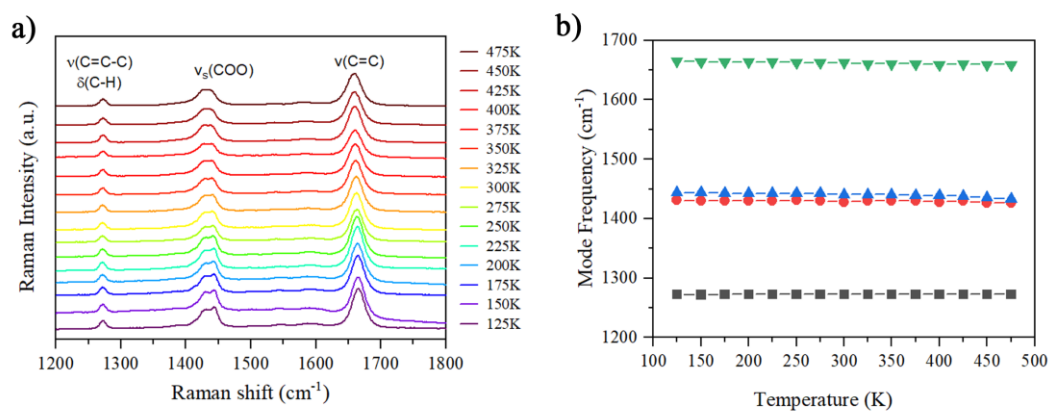 a)
ν(C=C-C)
δ(C-H)
νs(COO)
ν(C=C)
475K
450K
425K
400K
375K
350K
325K
300K
275K
250K
225K
200K
175K
150K
125K
Raman Intensity (a.u.)
1200 1300 1400 1500 1600 1700 1800
Raman shift (cm⁻¹)
b)
1700
1600
1500
1400
1300
1200
Mode Frequency (cm⁻¹)
100 150 200 250 300 350 400 450 500
Temperature (K)